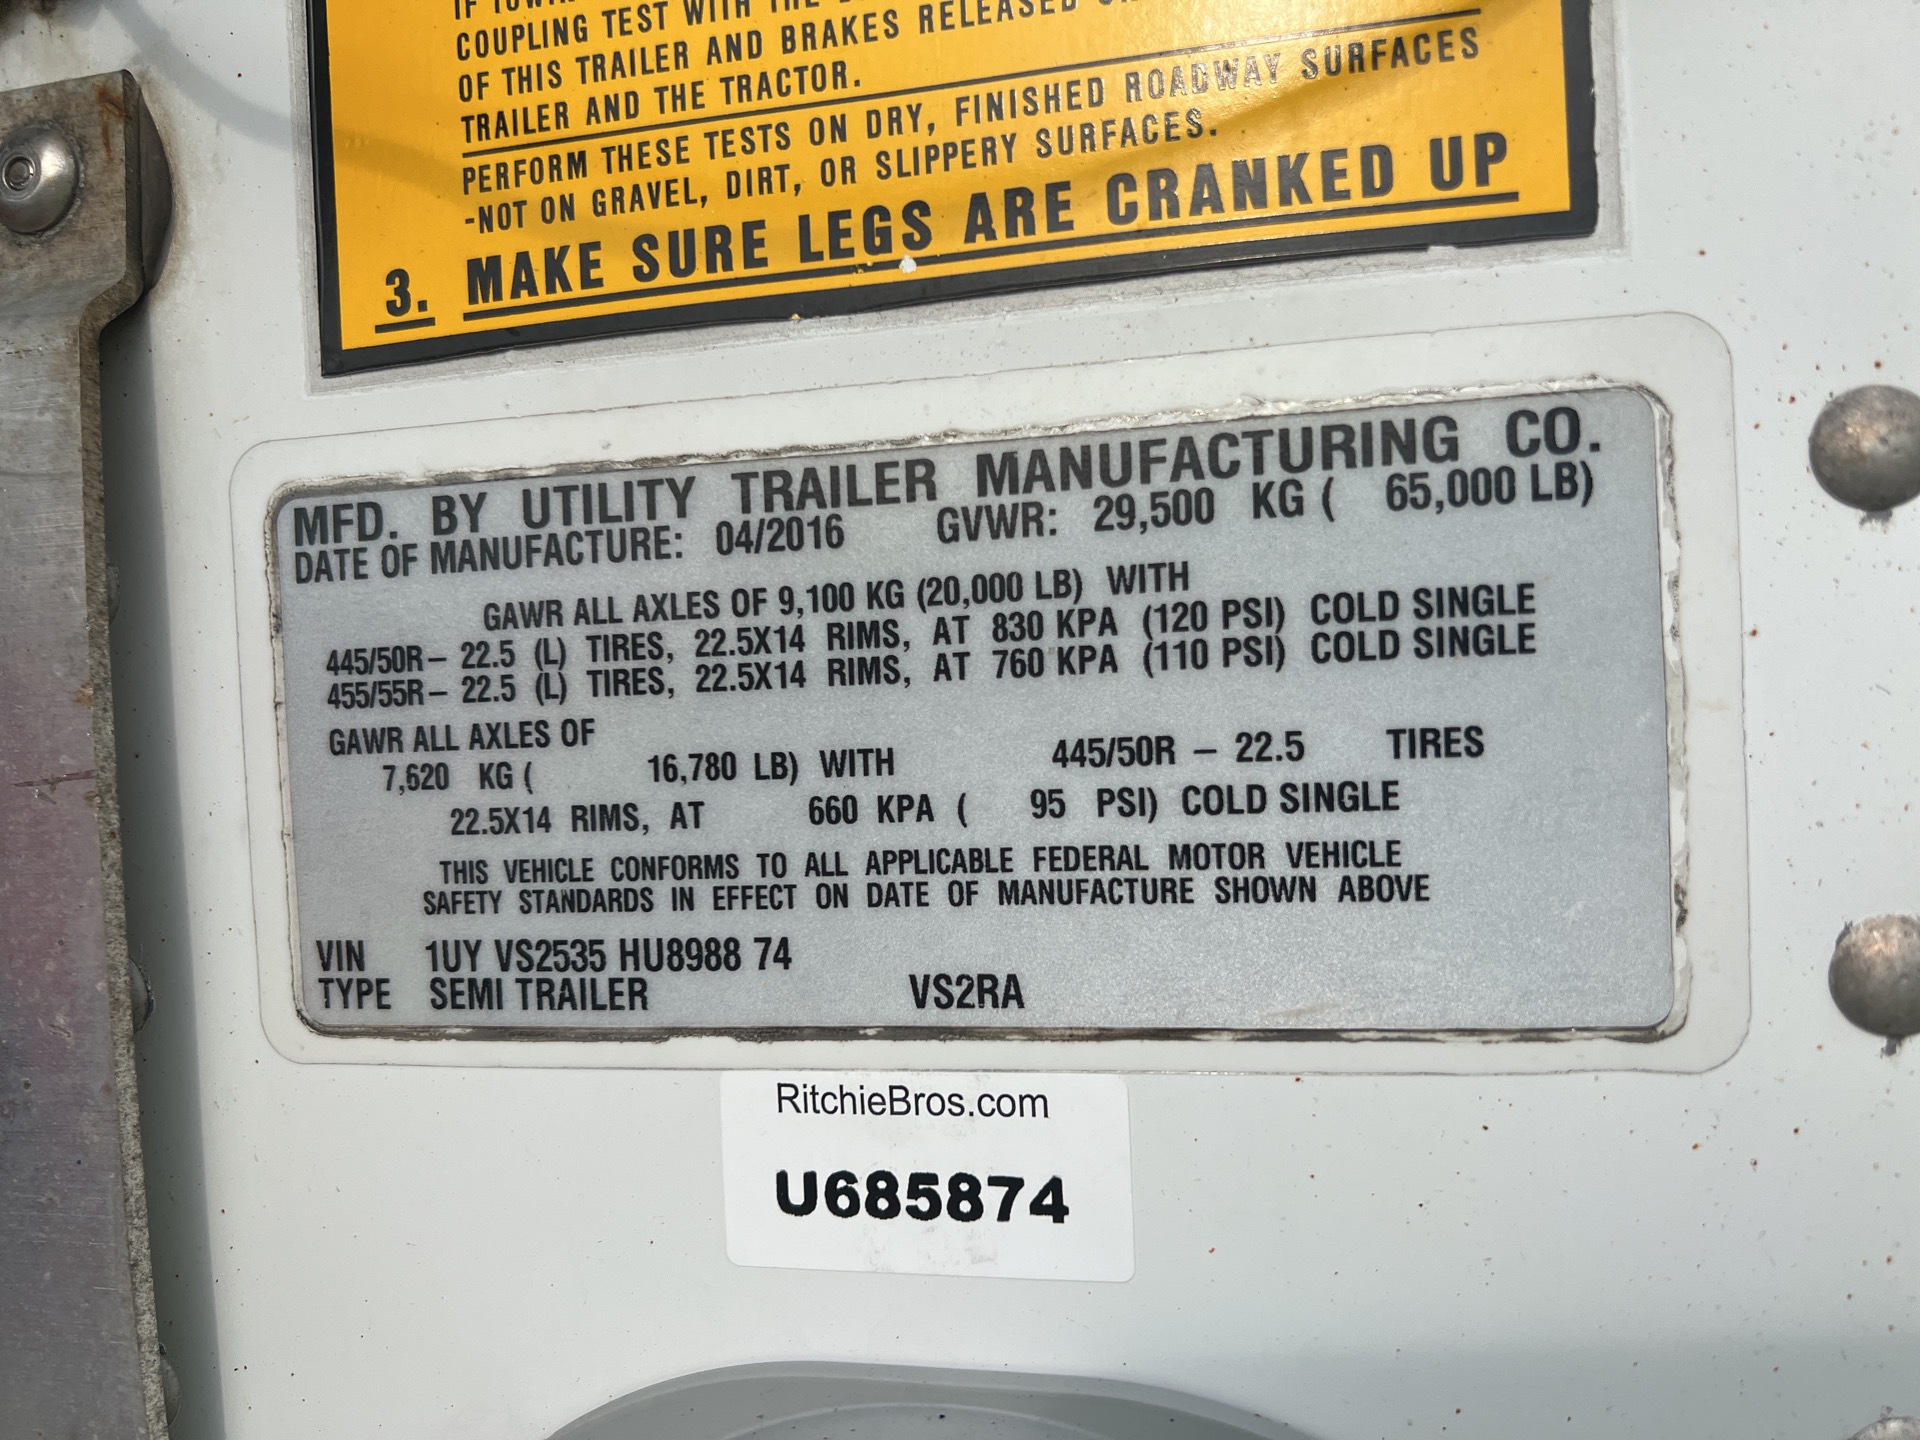 COUPLING TEST WITH THE
OF THIS TRAILER AND BRAKES RELEASED
TRAILER AND THE TRACTOR.
PERFORM THESE TESTS ON DRY, FINISHED ROADWAY SURFACES
-NOT ON GRAVEL, DIRT, OR SLIPPERY SURFACES.
3. MAKE SURE LEGS ARE CRANKED UP
MFD. BY UTILITY TRAILER MANUFACTURING CO.
DATE OF MANUFACTURE: 04/2016 GVWR: 29,500 KG ( 65,000 LB)
GAWR ALL AXLES OF 9,100 KG (20,000 LB) WITH
445/50R– 22.5 (L) TIRES, 22.5X14 RIMS, AT 830 KPA (120 PSI) COLD SINGLE
455/55R– 22.5 (L) TIRES, 22.5X14 RIMS, AT 760 KPA (110 PSI) COLD SINGLE
GAWR ALL AXLES OF
7,620 KG ( 16,780 LB) WITH 445/50R – 22.5 TIRES
22.5X14 RIMS, AT 660 KPA ( 95 PSI) COLD SINGLE
THIS VEHICLE CONFORMS TO ALL APPLICABLE FEDERAL MOTOR VEHICLE
SAFETY STANDARDS IN EFFECT ON DATE OF MANUFACTURE SHOWN ABOVE
VIN 1UY VS2535 HU8988 74
TYPE SEMI TRAILER VS2RA
RitchieBros.com
U685874